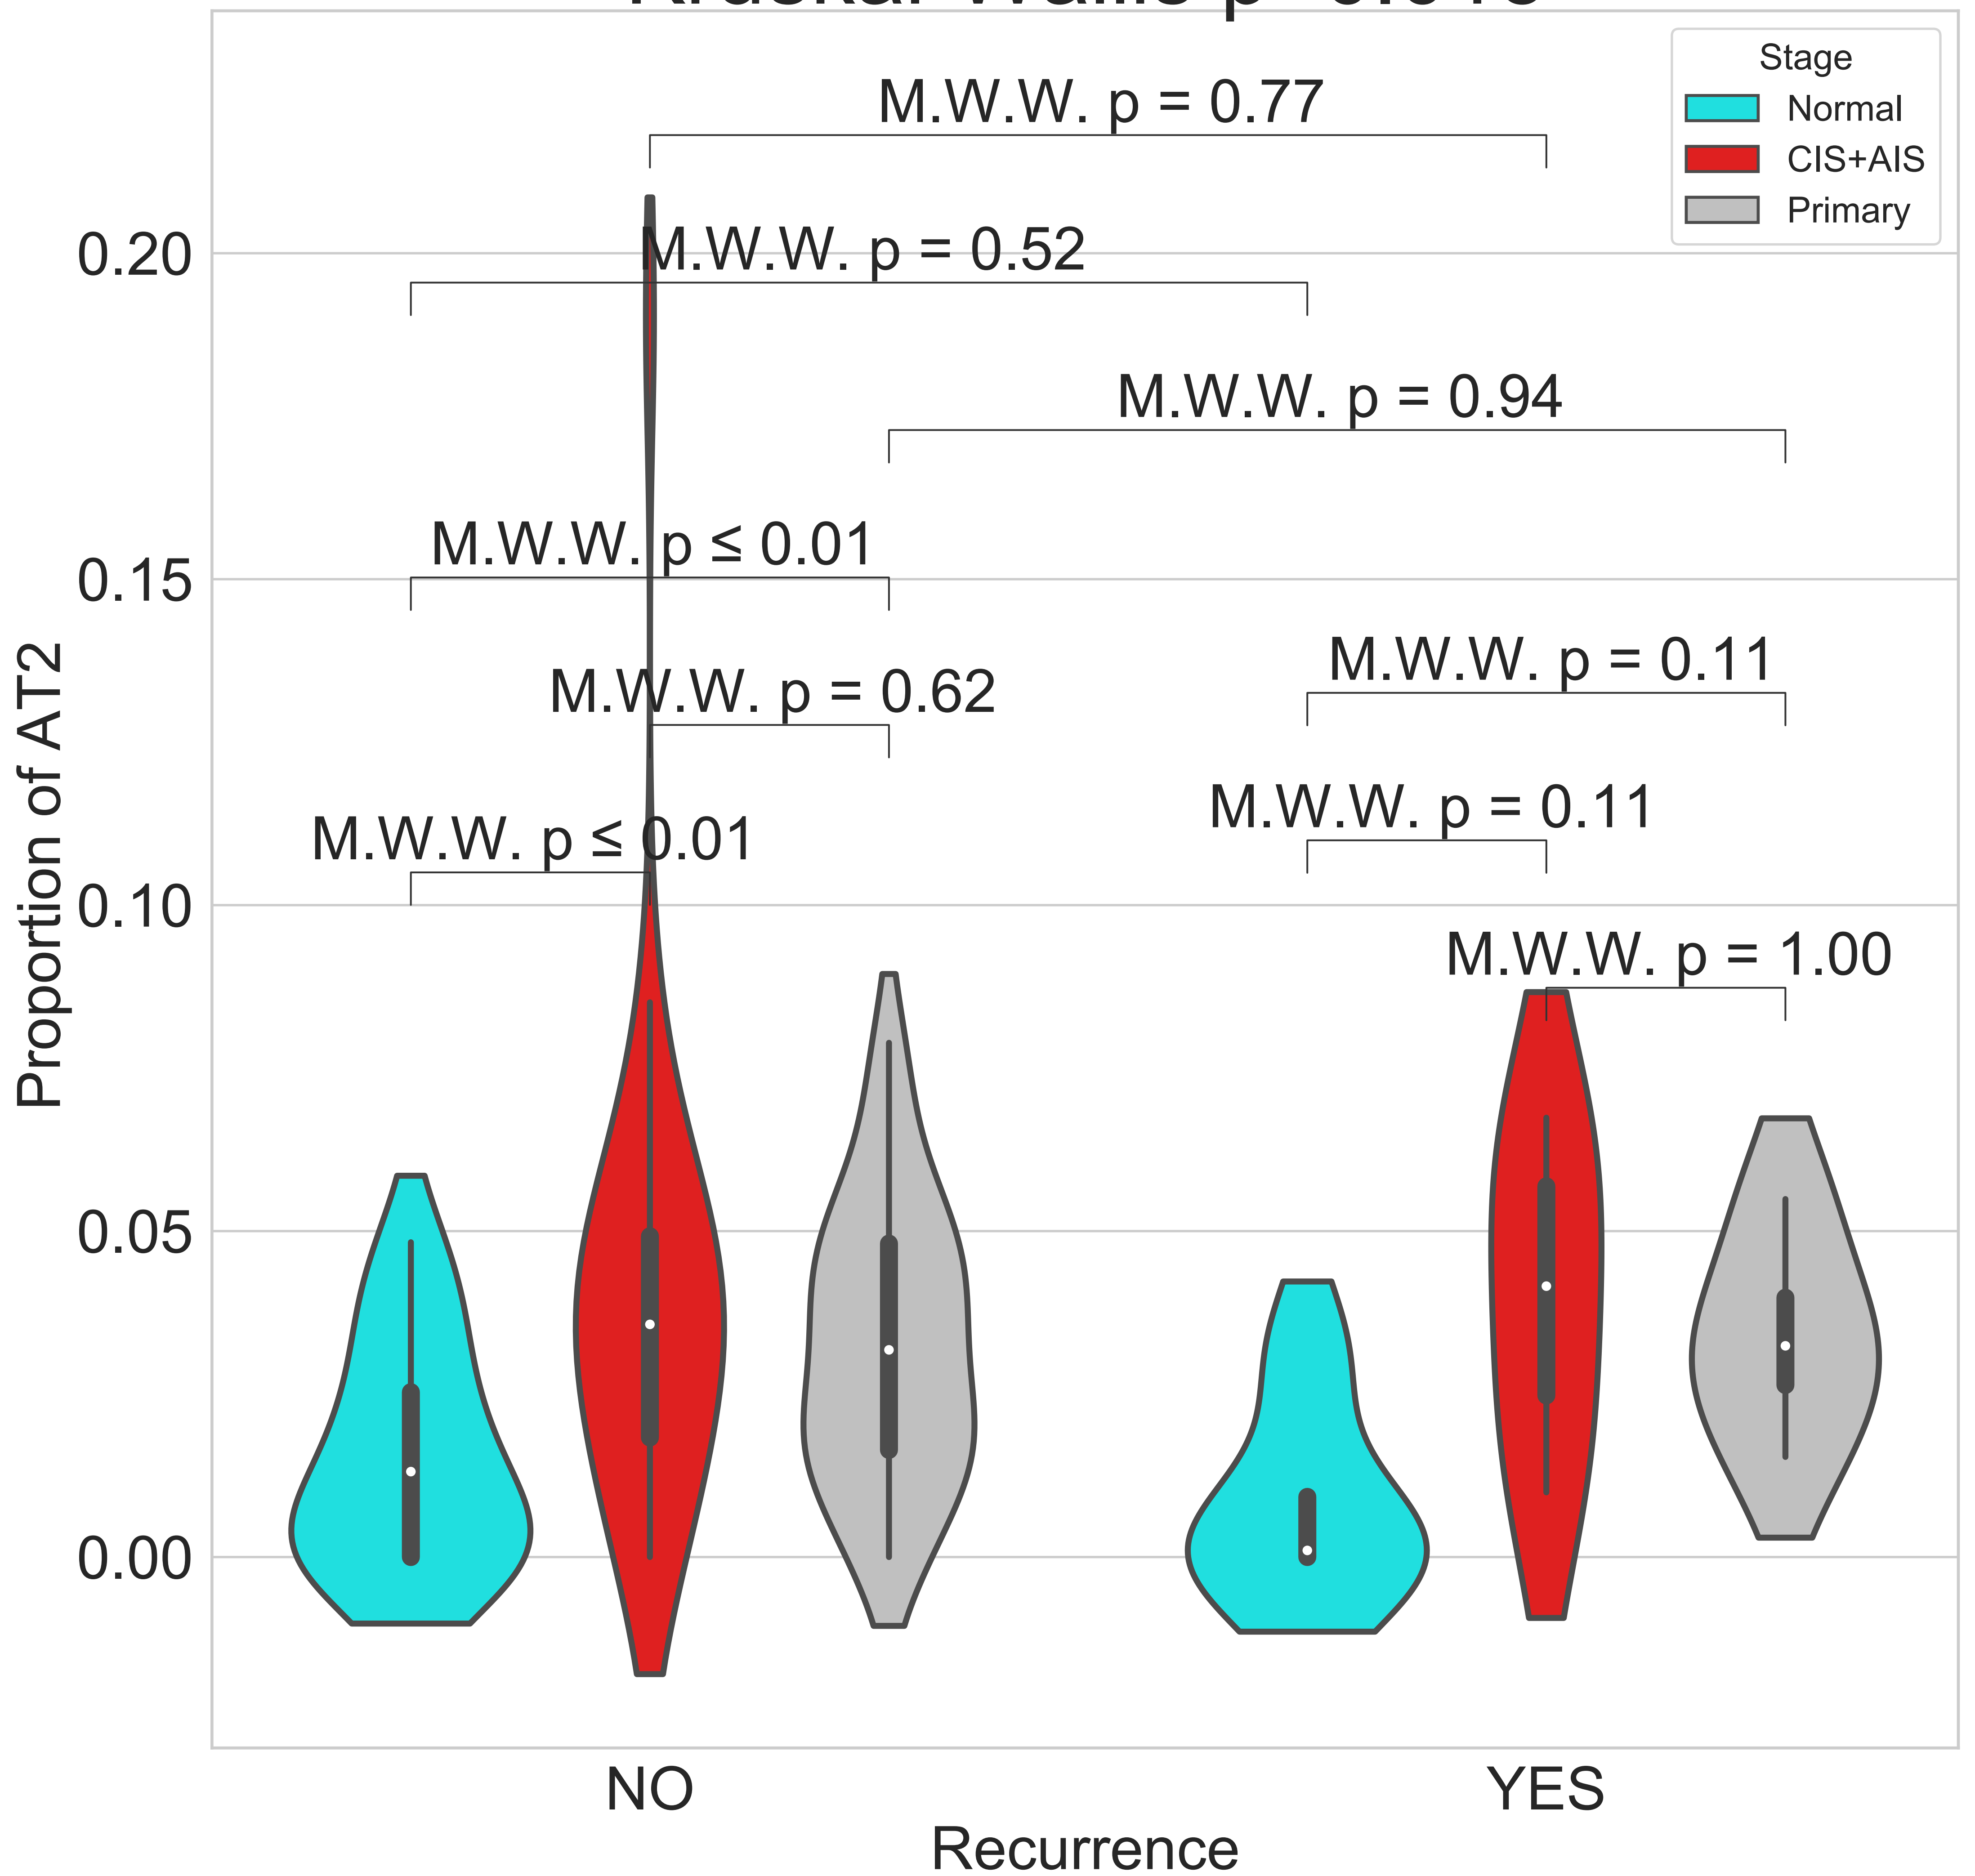 Stage
Normal
CIS+AIS
Primary
M.W.W. p = 0.77
M.W.W. p = 0.52
M.W.W. p = 0.94
M.W.W. p ≤ 0.01
M.W.W. p = 0.62
M.W.W. p = 0.11
M.W.W. p ≤ 0.01
M.W.W. p = 0.11
M.W.W. p = 1.00
Proportion of AT2
0.20
0.15
0.10
0.05
0.00
NO
YES
Recurrence